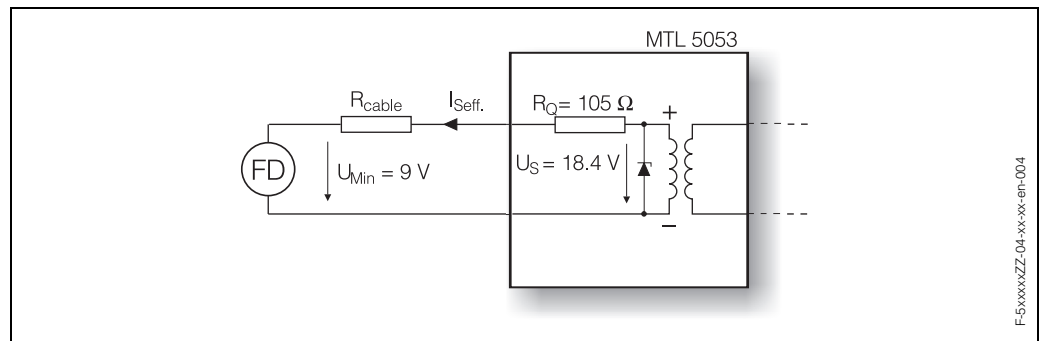 MTL 5053
R_cable
I_Seff.
R_Q = 105 Ω
+
FD
U_Min = 9 V
U_S = 18.4 V
−
F-5xxxxxZZ-04-xx-xx-en-004